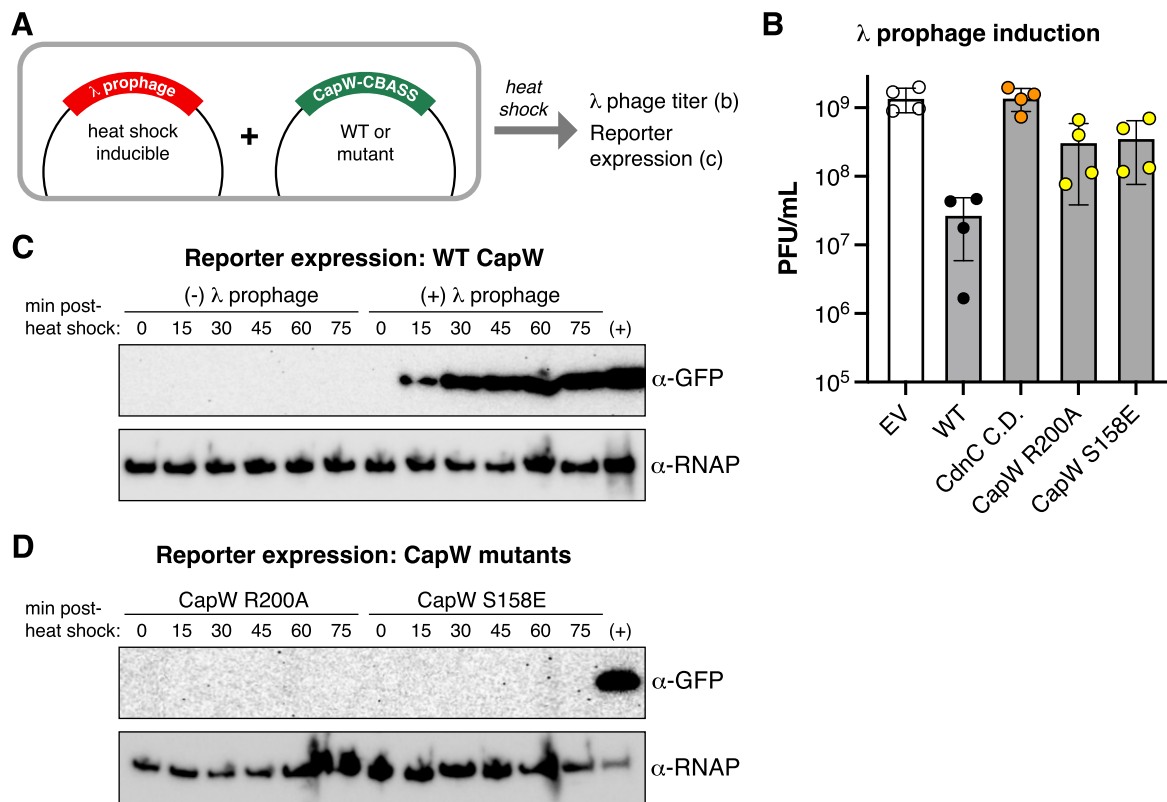 A
λ prophage
heat shock
inducible
+
CapW-CBASS
WT or
mutant
heat
shock
λ phage titer (b)
Reporter
expression (c)
B
λ prophage induction
PFU/mL
10⁹
10⁸
10⁷
10⁶
10⁵
EV
WT
CdnC C.D.
CapW R200A
CapW S158E
C
Reporter expression: WT CapW
(-) λ prophage (+) λ prophage
min post-
heat shock: 0 15 30 45 60 75 0 15 30 45 60 75 (+)
α-GFP
α-RNAP
D
Reporter expression: CapW mutants
CapW R200A CapW S158E
min post-
heat shock: 0 15 30 45 60 75 0 15 30 45 60 75 (+)
α-GFP
α-RNAP